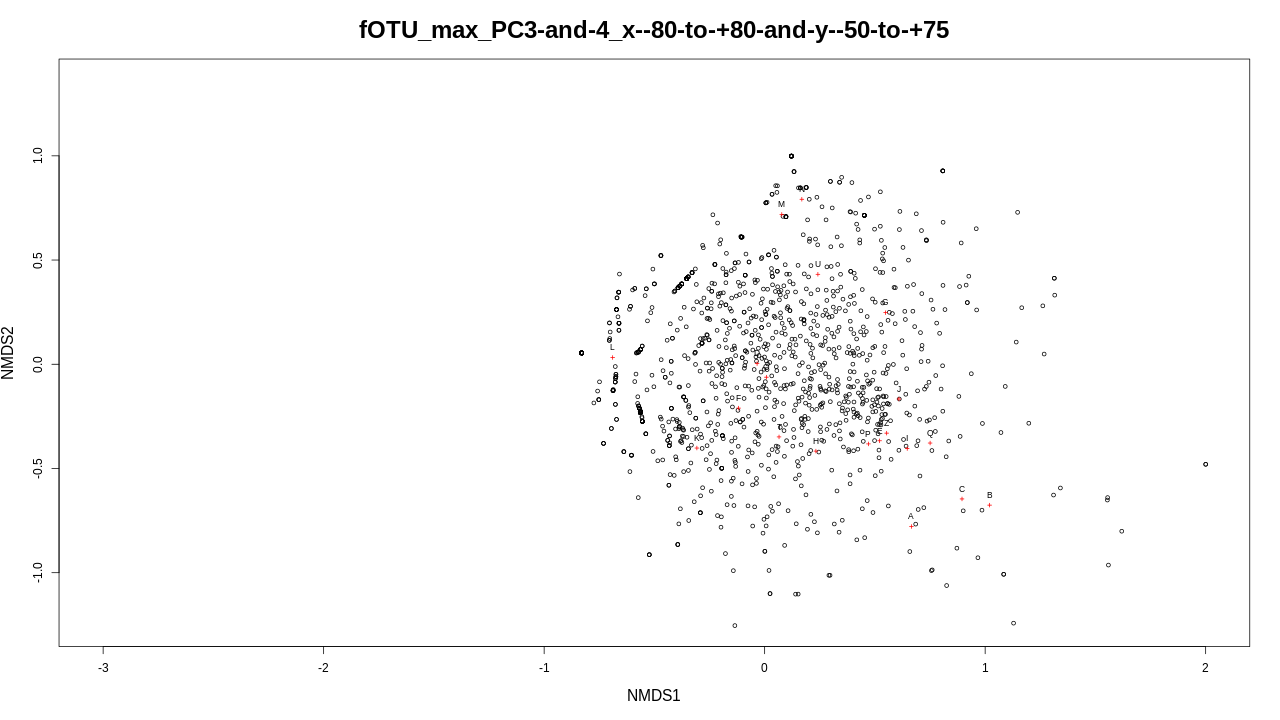 fOTU_max_PC3-and-4_x--80-to-+80-and-y--50-to-+75
1.0
M
U
0.5
G
L
0.0
NMDS2
J
F
Z
Q
K
H
I
-0.5
C
B
A
-1.0
-3 -2 -1 0 1 2
NMDS1